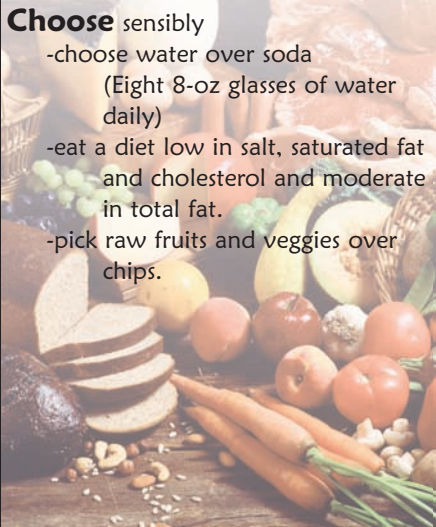 Choose sensibly
-choose water over soda
(Eight 8-oz glasses of water
daily)
-eat a diet low in salt, saturated fat
and cholesterol and moderate
in total fat.
-pick raw fruits and veggies over
chips.